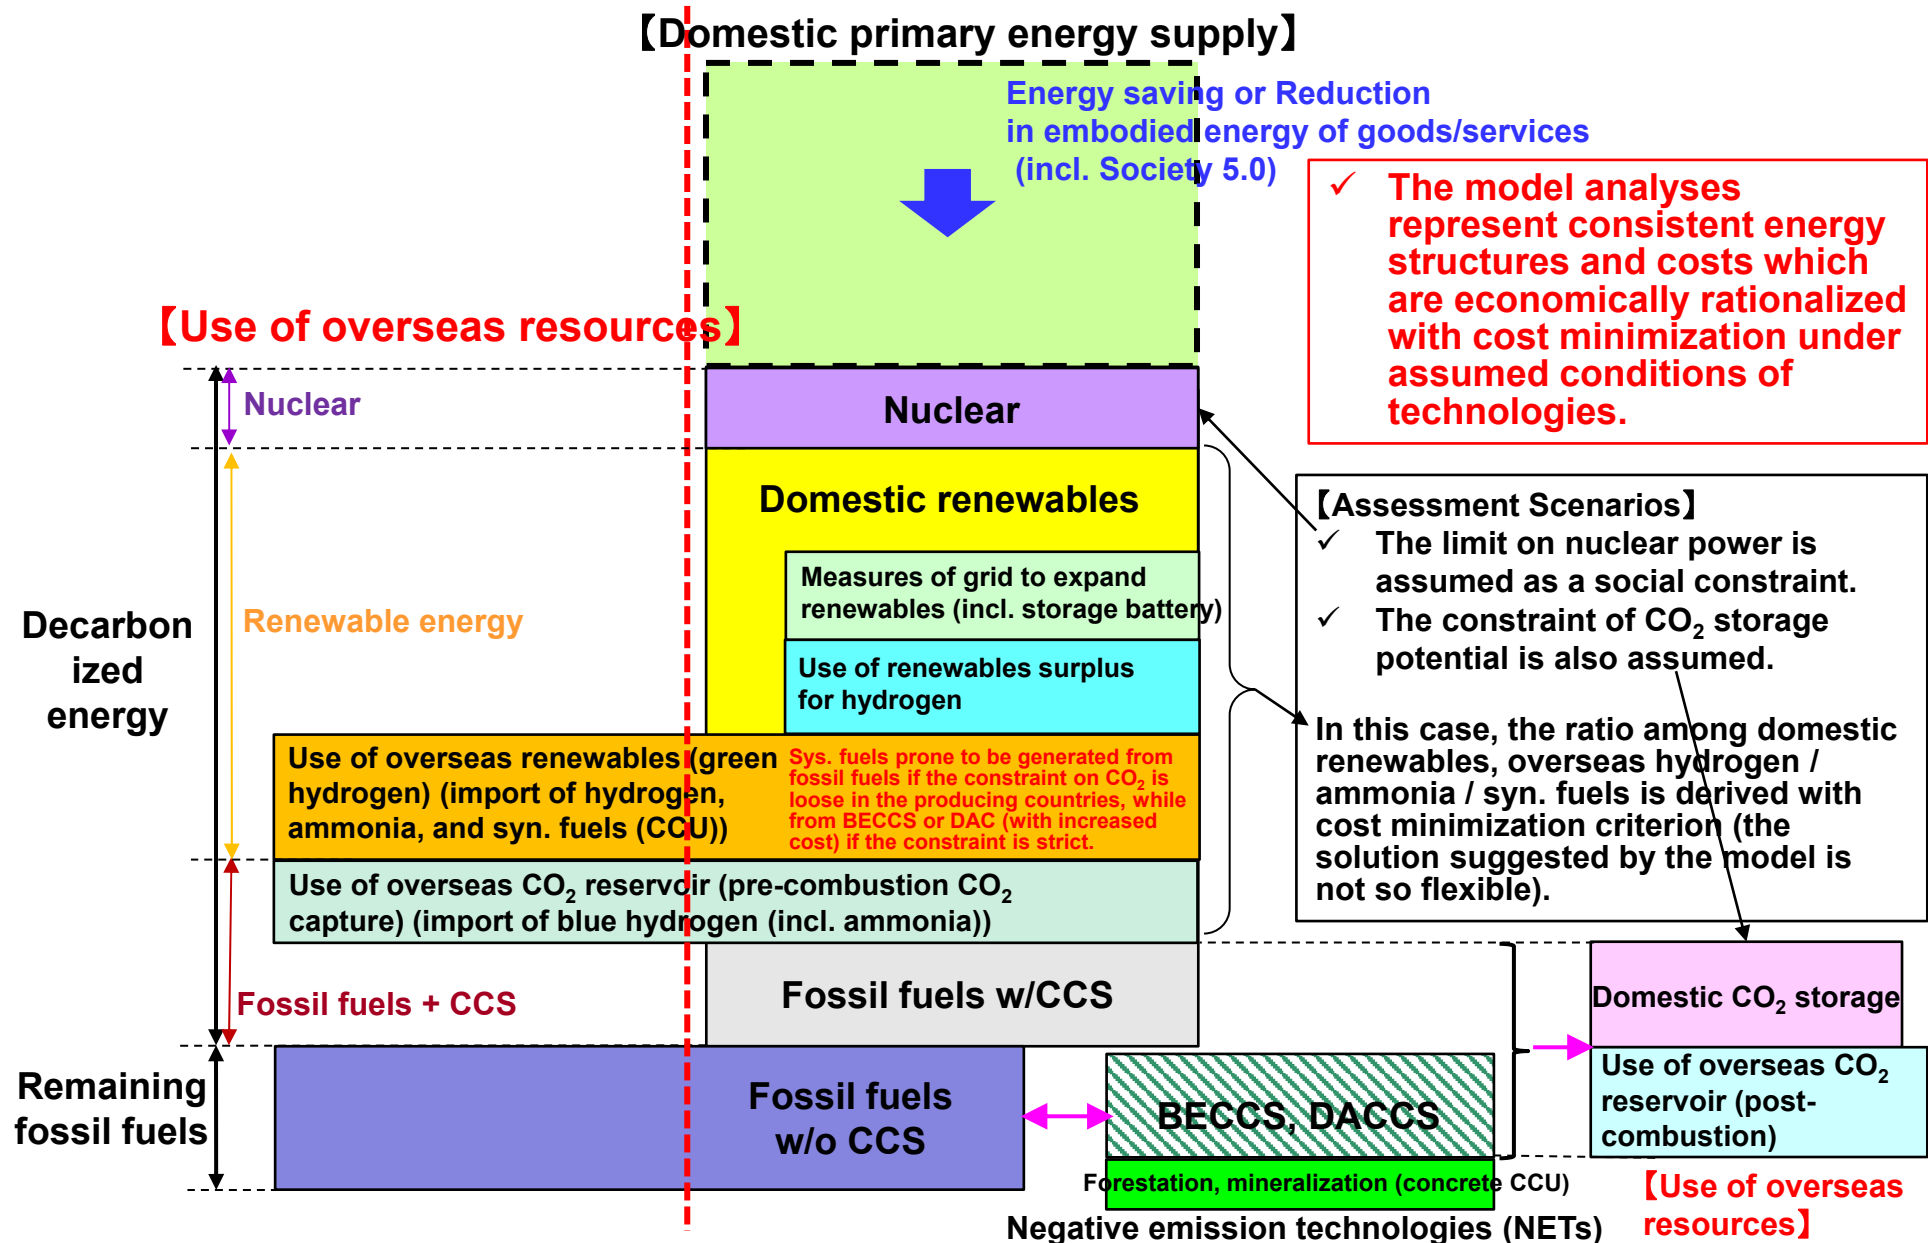 【Domestic primary energy supply】
Energy saving or Reduction
in embodied energy of goods/services
(incl. Society 5.0)
✓ The model analyses
represent consistent energy
structures and costs which
are economically rationalized
with cost minimization under
assumed conditions of
technologies.
【Use of overseas resources】
Nuclear
Nuclear
Domestic renewables
Measures of grid to expand
renewables (incl. storage battery)
Use of renewables surplus
for hydrogen
Renewable energy
Decarbon
ized
energy
【Assessment Scenarios】
✓ The limit on nuclear power is
assumed as a social constraint.
✓ The constraint of CO₂ storage
potential is also assumed.
In this case, the ratio among domestic
renewables, overseas hydrogen /
ammonia / syn. fuels is derived with
cost minimization criterion (the
solution suggested by the model is
not so flexible).
Use of overseas renewables (green
hydrogen) (import of hydrogen,
ammonia, and syn. fuels (CCU))
Sys. fuels prone to be generated from
fossil fuels if the constraint on CO₂ is
loose in the producing countries, while
from BECCS or DAC (with increased
cost) if the constraint is strict.
Use of overseas CO₂ reservoir (pre-combustion CO₂
capture) (import of blue hydrogen (incl. ammonia))
Fossil fuels + CCS
Fossil fuels w/CCS
Domestic CO₂ storage
Remaining
fossil fuels
Fossil fuels
w/o CCS
BECCS, DACCS
Use of overseas CO₂
reservoir (post-
combustion)
Forestation, mineralization (concrete CCU)
Negative emission technologies (NETs)
【Use of overseas
resources】